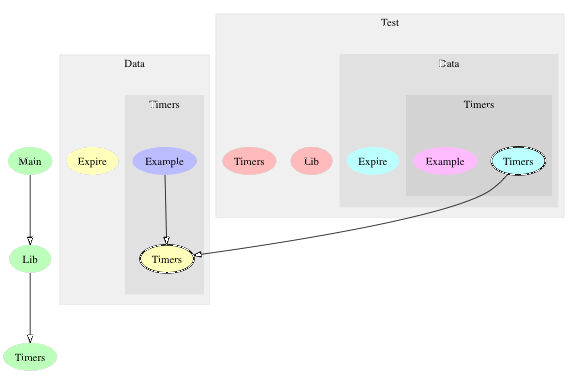 Test
Data
Data
Timers
Timers
Main
Expire
Example
Timers
Lib
Expire
Example
Timers
Lib
Timers
Timers